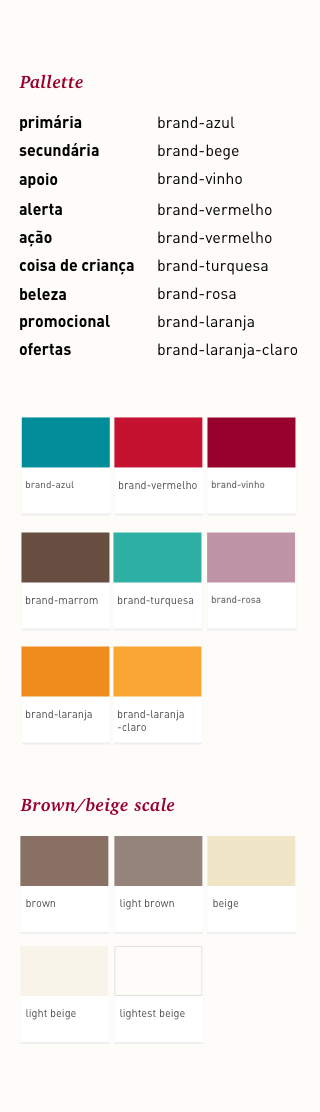 Pallette
primária brand-azul
secundária brand-bege
apoio brand-vinho
alerta brand-vermelho
ação brand-vermelho
coisa de criança brand-turquesa
beleza brand-rosa
promocional brand-laranja
ofertas brand-laranja-claro
brand-azul brand-vermelho brand-vinho
brand-marrom brand-turquesa brand-rosa
brand-laranja brand-laranja
-claro
Brown/beige scale
brown light brown beige
light beige lightest beige